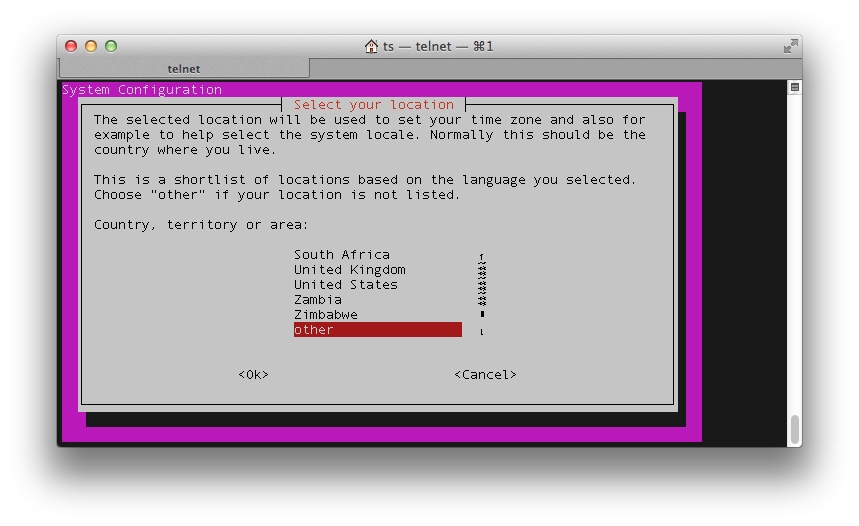 ts — telnet — ⌘1
telnet
System Configuration
Select your location
The selected location will be used to set your time zone and also for
example to help select the system locale. Normally this should be the
country where you live.
This is a shortlist of locations based on the language you selected.
Choose "other" if your location is not listed.
Country, territory or area:
South Africa
United Kingdom
United States
Zambia
Zimbabwe
other
<Ok> <Cancel>